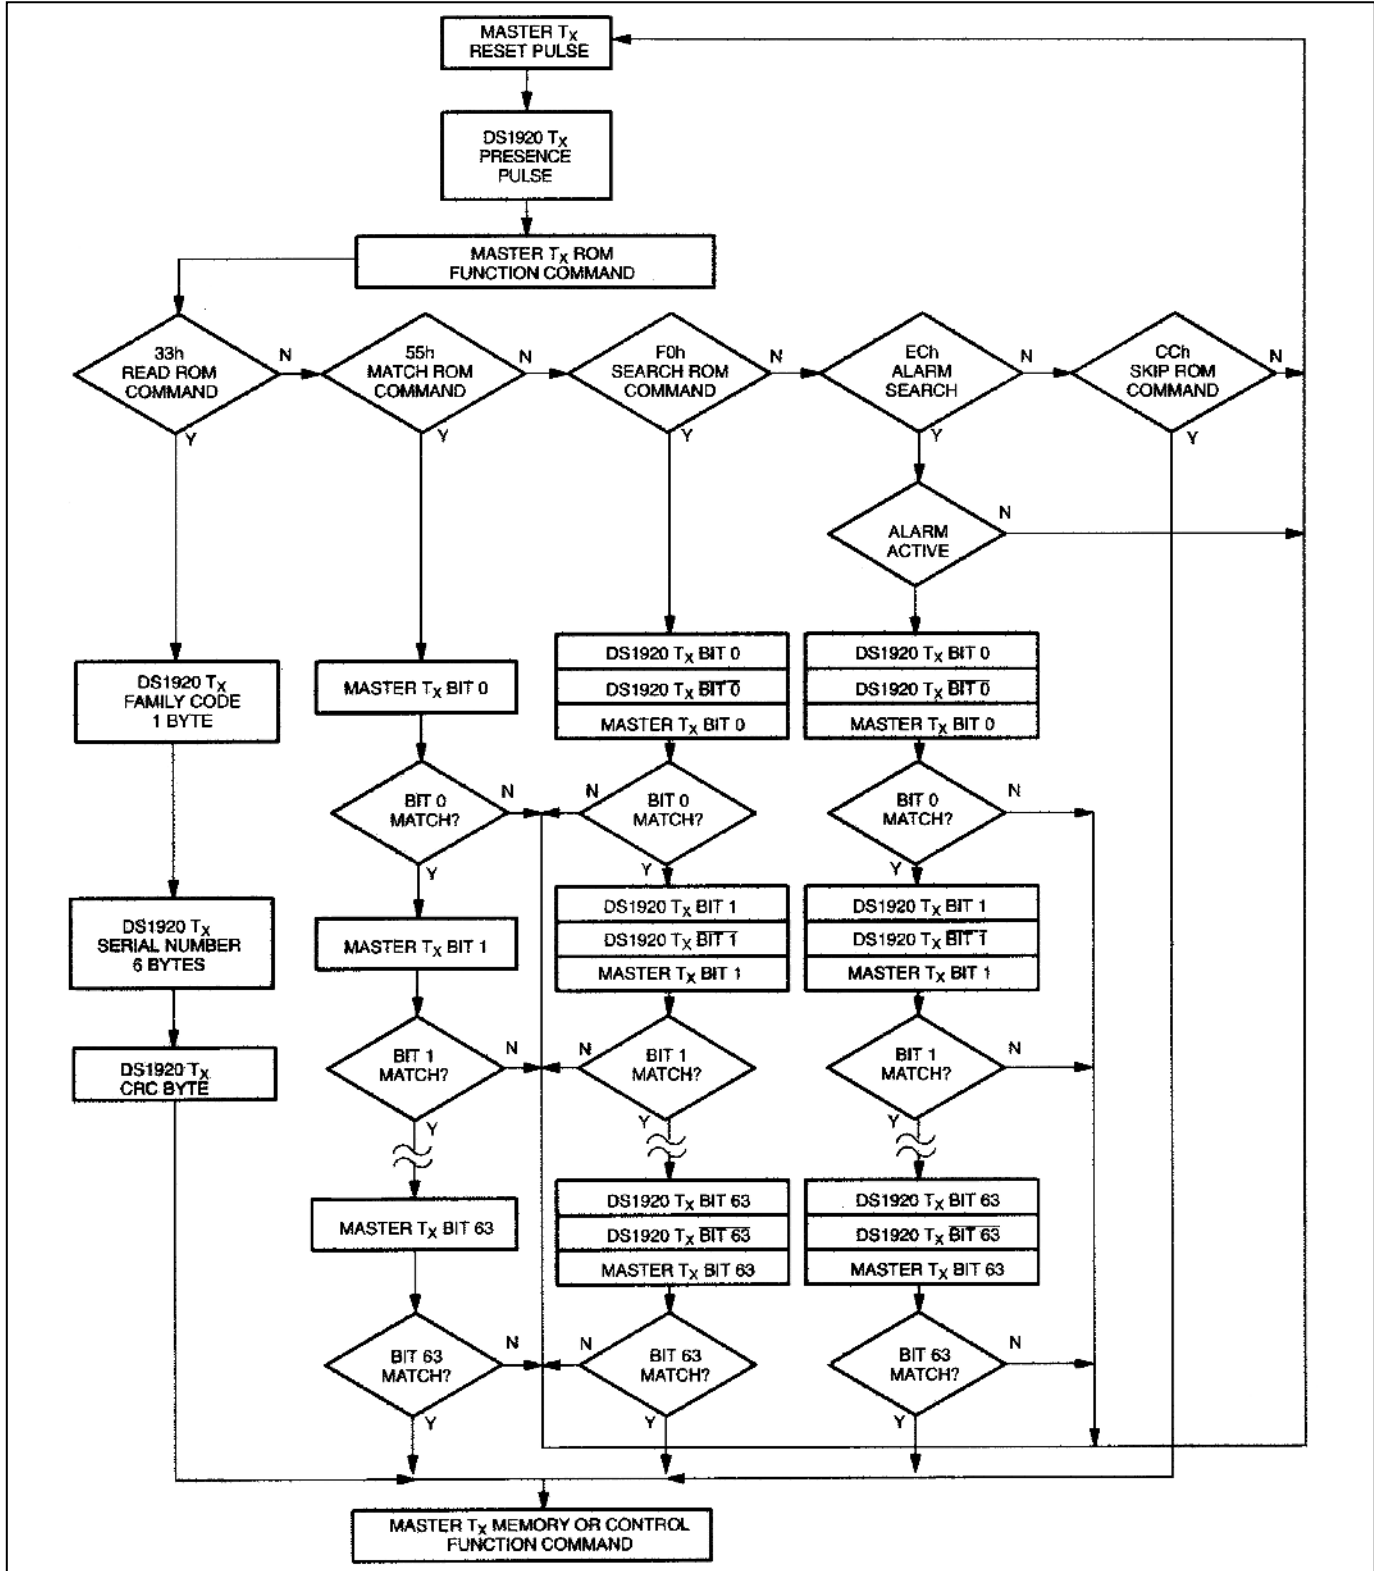 MASTER TX
RESET PULSE
DS1920 TX
PRESENCE
PULSE
MASTER TX ROM
FUNCTION COMMAND
33h
READ ROM
COMMAND
N
Y
55h
MATCH ROM
COMMAND
N
Y
F0h
SEARCH ROM
COMMAND
N
Y
ECh
ALARM
SEARCH
N
Y
CCh
SKIP ROM
COMMAND
N
Y
ALARM
ACTIVE
N
DS1920 TX
FAMILY CODE
1 BYTE
MASTER TX BIT 0
DS1920 TX BIT 0
DS1920 TX BIT 0
MASTER TX BIT 0
DS1920 TX BIT 0
DS1920 TX BIT 0
MASTER TX BIT 0
BIT 0
MATCH?
N
Y
N
BIT 0
MATCH?
Y
BIT 0
MATCH?
N
Y
DS1920 TX
SERIAL NUMBER
6 BYTES
MASTER TX BIT 1
DS1920 TX BIT 1
DS1920 TX BIT 1
MASTER TX BIT 1
DS1920 TX BIT 1
DS1920 TX BIT 1
MASTER TX BIT 1
DS1920 TX
CRC BYTE
BIT 1
MATCH?
N
Y
N
BIT 1
MATCH?
Y
BIT 1
MATCH?
N
Y
MASTER TX BIT 63
DS1920 TX BIT 63
DS1920 TX BIT 63
MASTER TX BIT 63
DS1920 TX BIT 63
DS1920 TX BIT 63
MASTER TX BIT 63
BIT 63
MATCH?
N
Y
N
BIT 63
MATCH?
Y
BIT 63
MATCH?
N
Y
MASTER TX MEMORY OR CONTROL
FUNCTION COMMAND